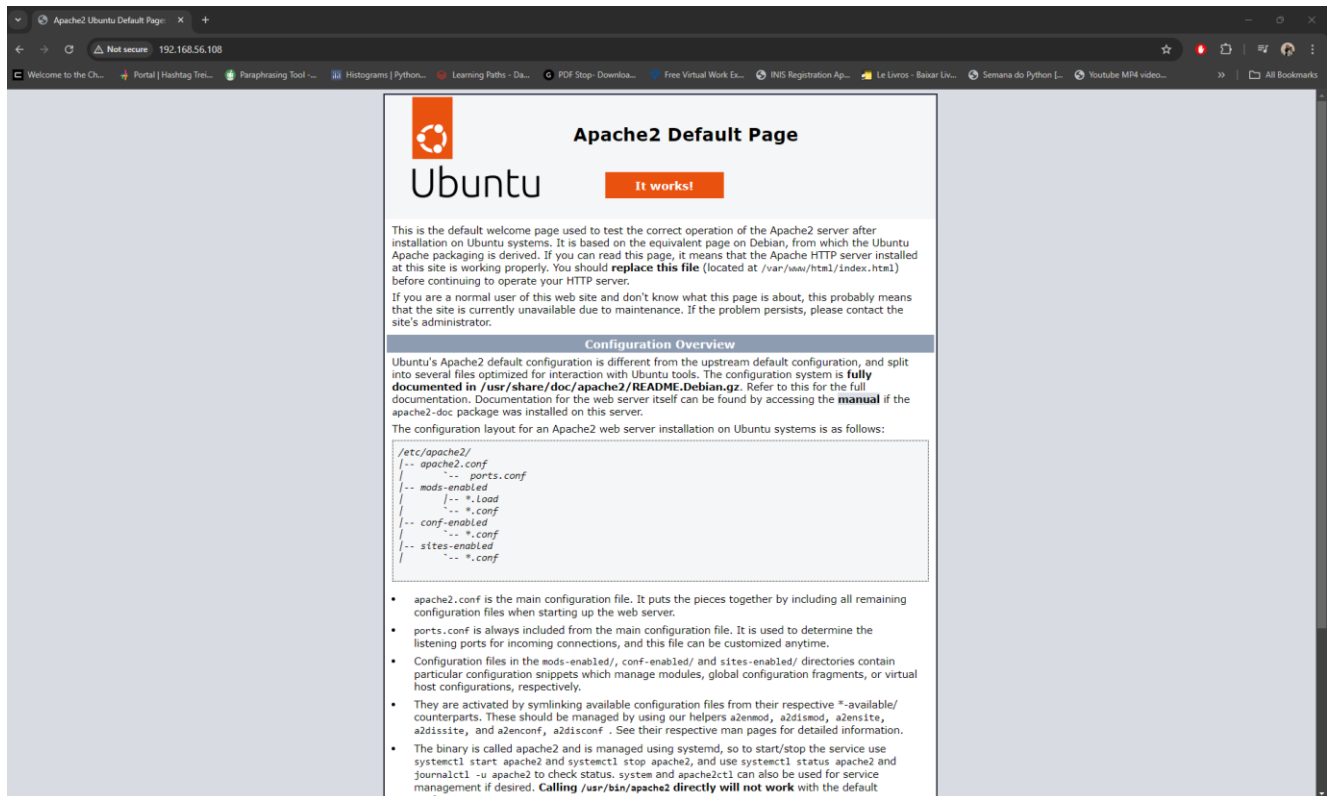 Apache2 Ubuntu Default Page:
Not secure 192.168.56.108
Welcome to the Ch... Portal | Hashtag Trei... Paraphrasing Tool -... Histograms | Python... Learning Paths - Da... PDF Stop- Downloa... Free Virtual Work Ex... INIS Registration Ap... Le Livros - Baixar Liv... Semana do Python [... Youtube MP4 video... » All Bookmarks
Apache2 Default Page
Ubuntu
It works!
This is the default welcome page used to test the correct operation of the Apache2 server after
installation on Ubuntu systems. It is based on the equivalent page on Debian, from which the Ubuntu
Apache packaging is derived. If you can read this page, it means that the Apache HTTP server installed
at this site is working properly. You should replace this file (located at /var/www/html/index.html)
before continuing to operate your HTTP server.
If you are a normal user of this web site and don't know what this page is about, this probably means
that the site is currently unavailable due to maintenance. If the problem persists, please contact the
site's administrator.
Configuration Overview
Ubuntu's Apache2 default configuration is different from the upstream default configuration, and split
into several files optimized for interaction with Ubuntu tools. The configuration system is fully
documented in /usr/share/doc/apache2/README.Debian.gz. Refer to this for the full
documentation. Documentation for the web server itself can be found by accessing the manual if the
apache2-doc package was installed on this server.
The configuration layout for an Apache2 web server installation on Ubuntu systems is as follows:
/etc/apache2/
|-- apache2.conf
|       `--  ports.conf
|-- mods-enabled
|       |-- *.load
|       `-- *.conf
|-- conf-enabled
|       `-- *.conf
|-- sites-enabled
|       `-- *.conf
• apache2.conf is the main configuration file. It puts the pieces together by including all remaining
configuration files when starting up the web server.
• ports.conf is always included from the main configuration file. It is used to determine the
listening ports for incoming connections, and this file can be customized anytime.
• Configuration files in the mods-enabled/, conf-enabled/ and sites-enabled/ directories contain
particular configuration snippets which manage modules, global configuration fragments, or virtual
host configurations, respectively.
• They are activated by symlinking available configuration files from their respective *-available/
counterparts. These should be managed by using our helpers a2enmod, a2dismod, a2ensite,
a2dissite, and a2enconf, a2disconf . See their respective man pages for detailed information.
• The binary is called apache2 and is managed using systemd, so to start/stop the service use
systemctl start apache2 and systemctl stop apache2, and use systemctl status apache2 and
journalctl -u apache2 to check status. system and apache2ctl can also be used for service
management if desired. Calling /usr/bin/apache2 directly will not work with the default